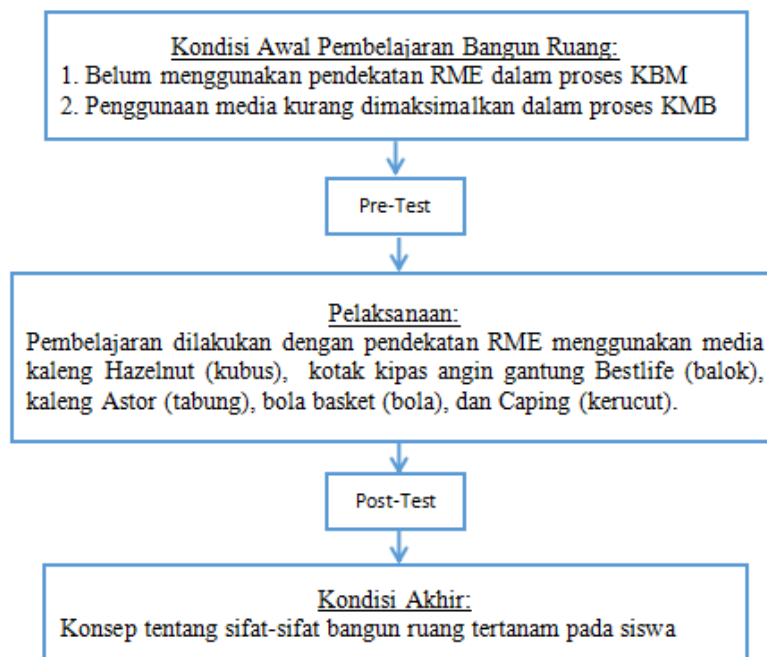 Kondisi Awal Pembelajaran Bangun Ruang:
1. Belum menggunakan pendekatan RME dalam proses KBM
2. Penggunaan media kurang dimaksimalkan dalam proses KMB
Pre-Test
Pelaksanaan:
Pembelajaran dilakukan dengan pendekatan RME menggunakan media
kaleng Hazelnut (kubus), kotak kipas angin gantung Bestlife (balok),
kaleng Astor (tabung), bola basket (bola), dan Caping (kerucut).
Post-Test
Kondisi Akhir:
Konsep tentang sifat-sifat bangun ruang tertanam pada siswa